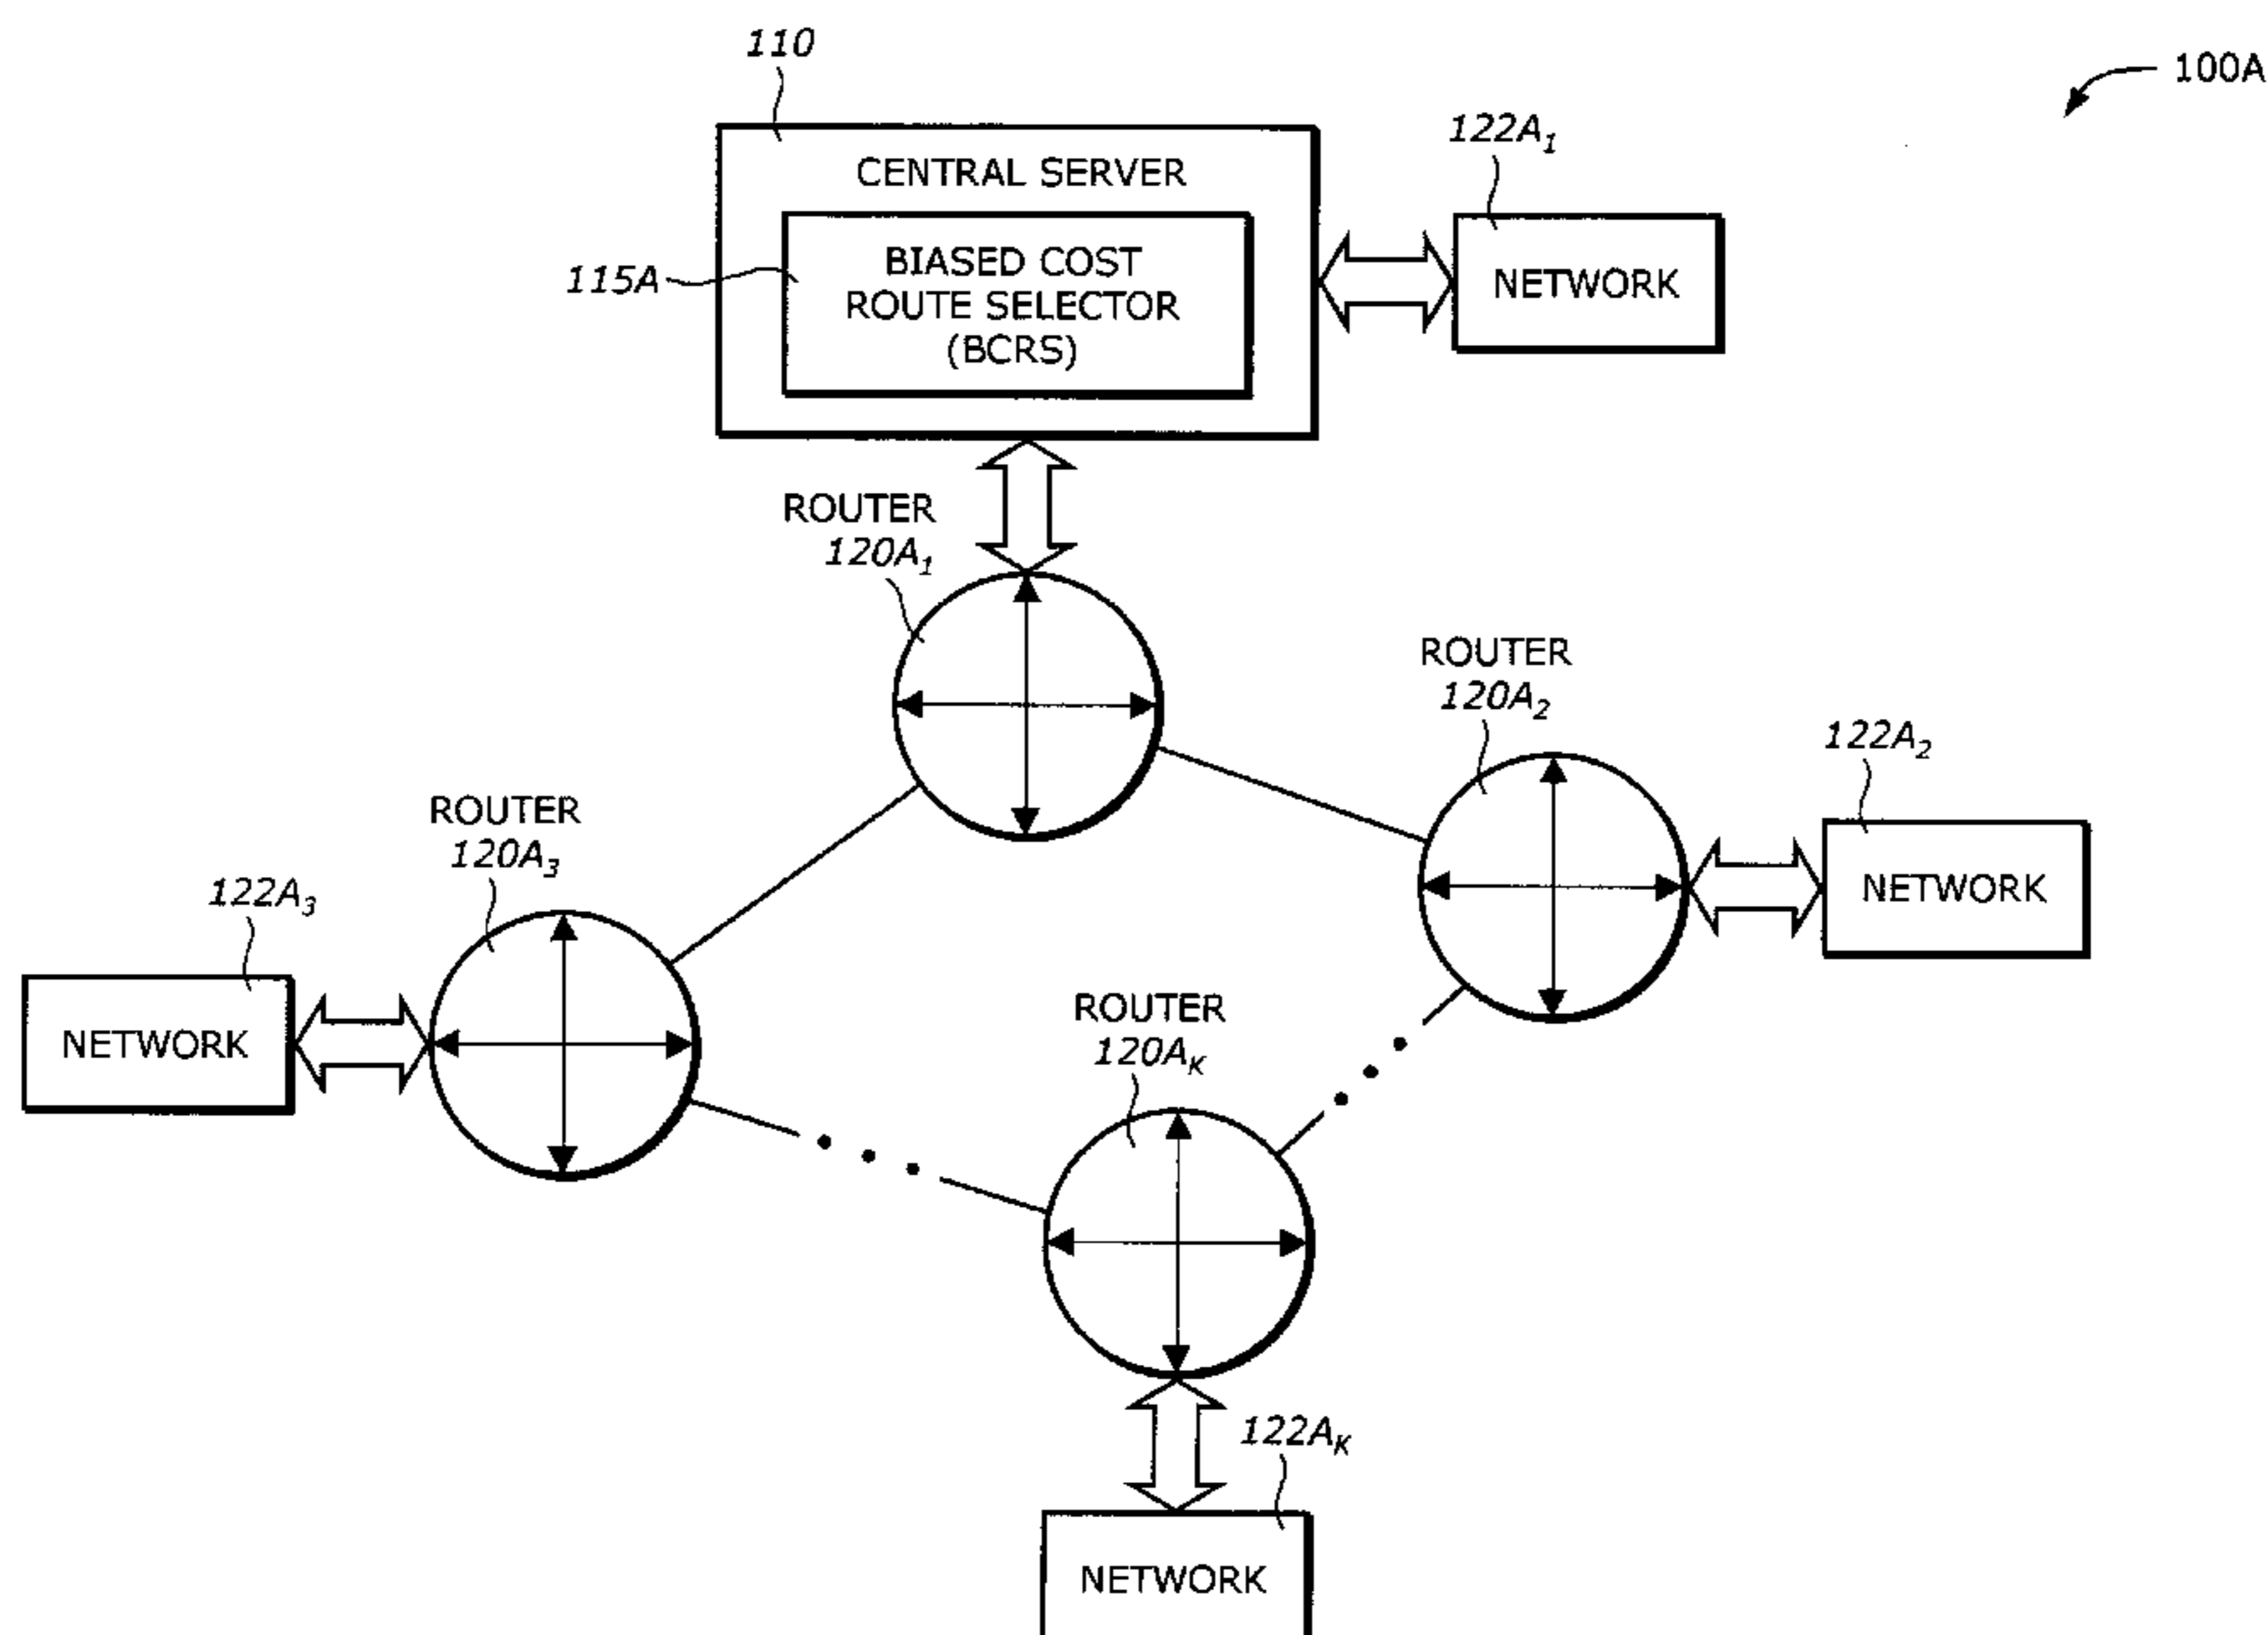 110
100A
122A1
CENTRAL SERVER
115A
BIASED COST
ROUTE SELECTOR
(BCRS)
NETWORK
ROUTER
120A1
ROUTER
120A2
122A2
NETWORK
ROUTER
120A3
122A3
NETWORK
ROUTER
120AK
122AK
NETWORK